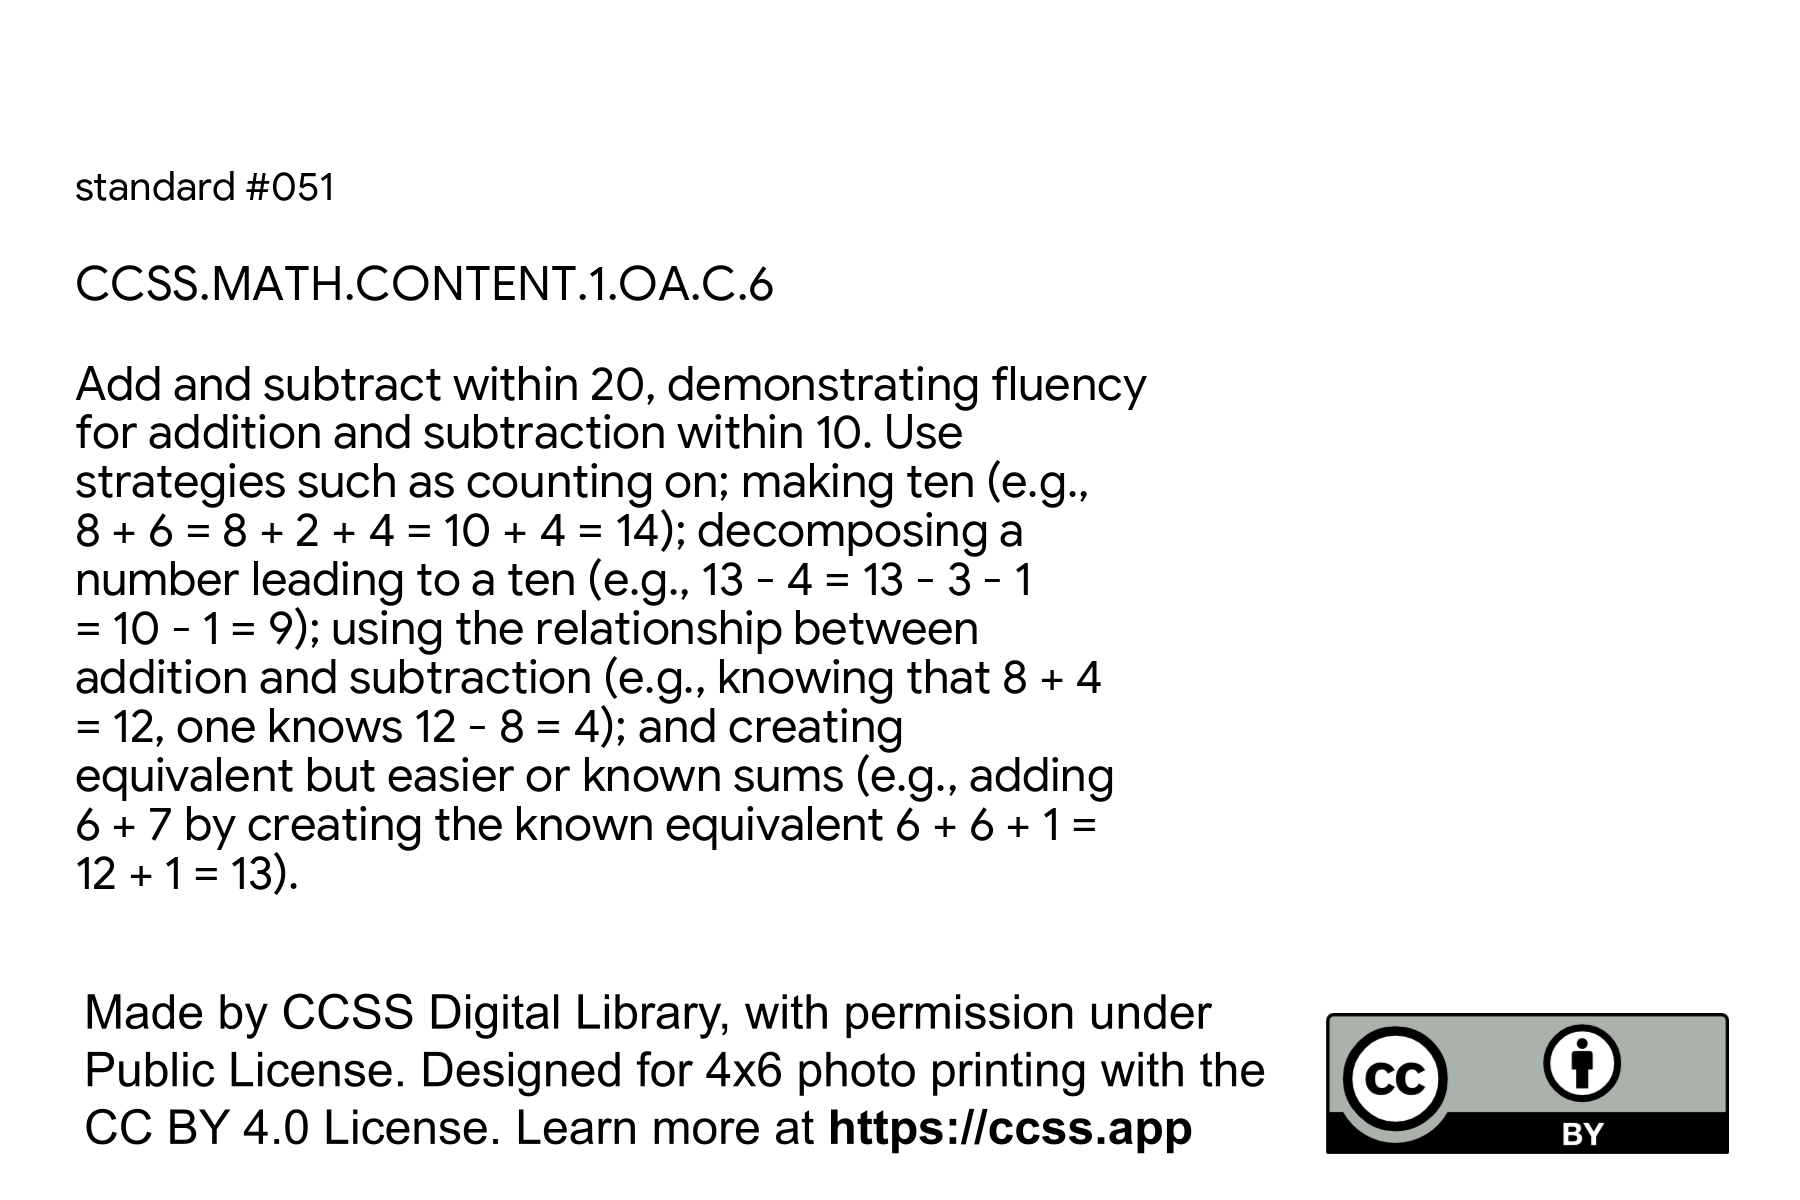 standard #051
CCSS.MATH.CONTENT.1.OA.C.6
Add and subtract within 20, demonstrating fluency
for addition and subtraction within 10. Use
strategies such as counting on; making ten (e.g.,
8 + 6 = 8 + 2 + 4 = 10 + 4 = 14); decomposing a
number leading to a ten (e.g., 13 - 4 = 13 - 3 - 1
= 10 - 1 = 9); using the relationship between
addition and subtraction (e.g., knowing that 8 + 4
= 12, one knows 12 - 8 = 4); and creating
equivalent but easier or known sums (e.g., adding
6 + 7 by creating the known equivalent 6 + 6 + 1 =
12 + 1 = 13).
Made by CCSS Digital Library, with permission under
Public License. Designed for 4x6 photo printing with the
CC BY 4.0 License. Learn more at https://ccss.app
cc
BY